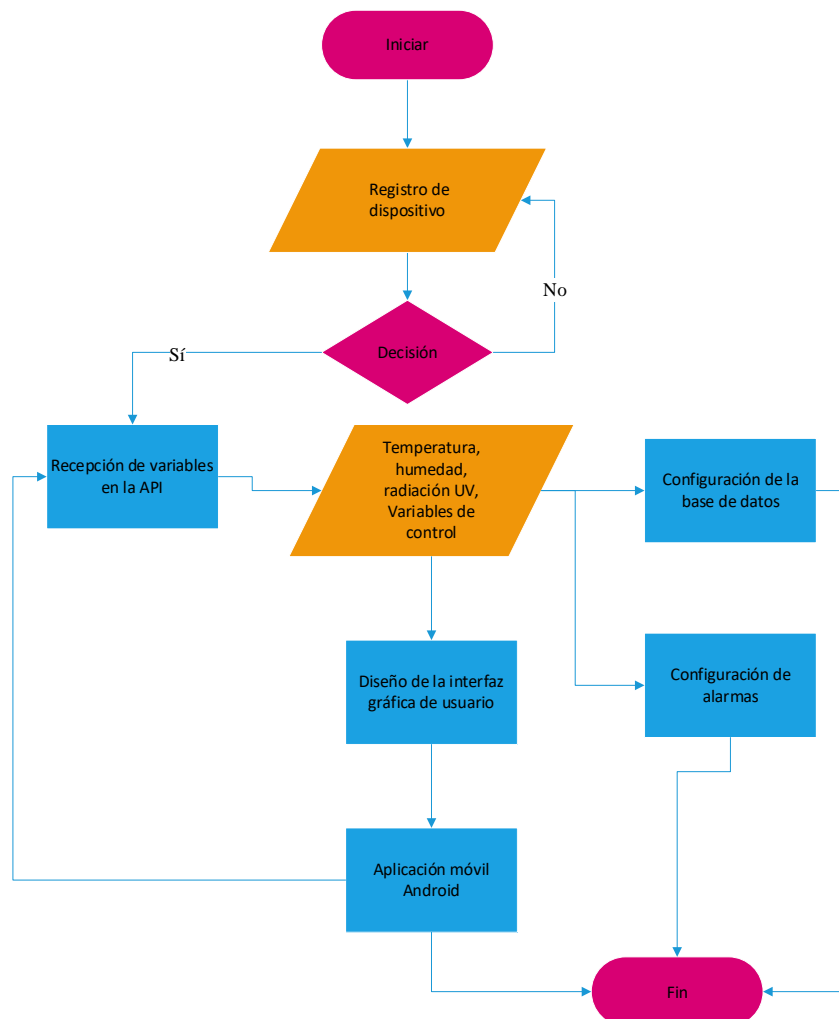 Iniciar
Registro de
dispositivo
No
Decisión
Sí
Recepción de variables
en la API
Temperatura,
humedad,
radiación UV,
Variables de
control
Configuración de la
base de datos
Diseño de la interfaz
gráfica de usuario
Configuración de
alarmas
Aplicación móvil
Android
Fin